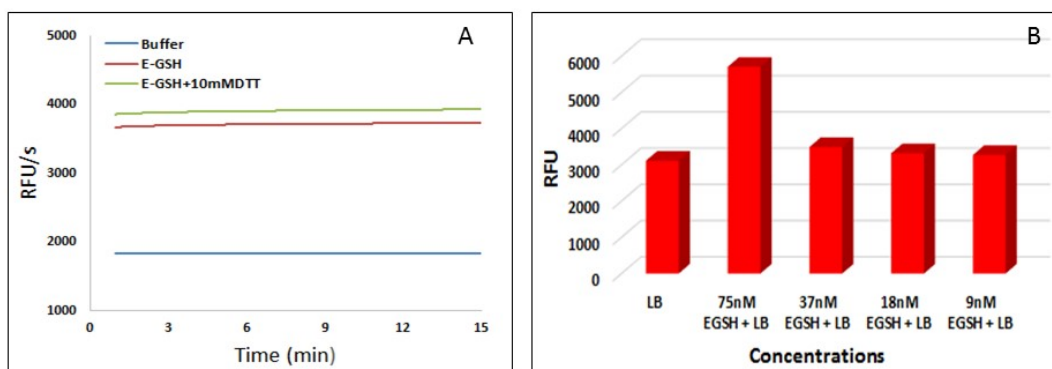 A
5000
4000
3000
2000
1000
RFU/s
Buffer
E-GSH
E-GSH+10mMDTT
0
3
6
9
12
15
Time (min)
B
6000
5000
4000
3000
2000
1000
0
RFU
LB
75nM
EGSH + LB
37nM
EGSH + LB
18nM
EGSH + LB
9nM
EGSH + LB
Concentrations